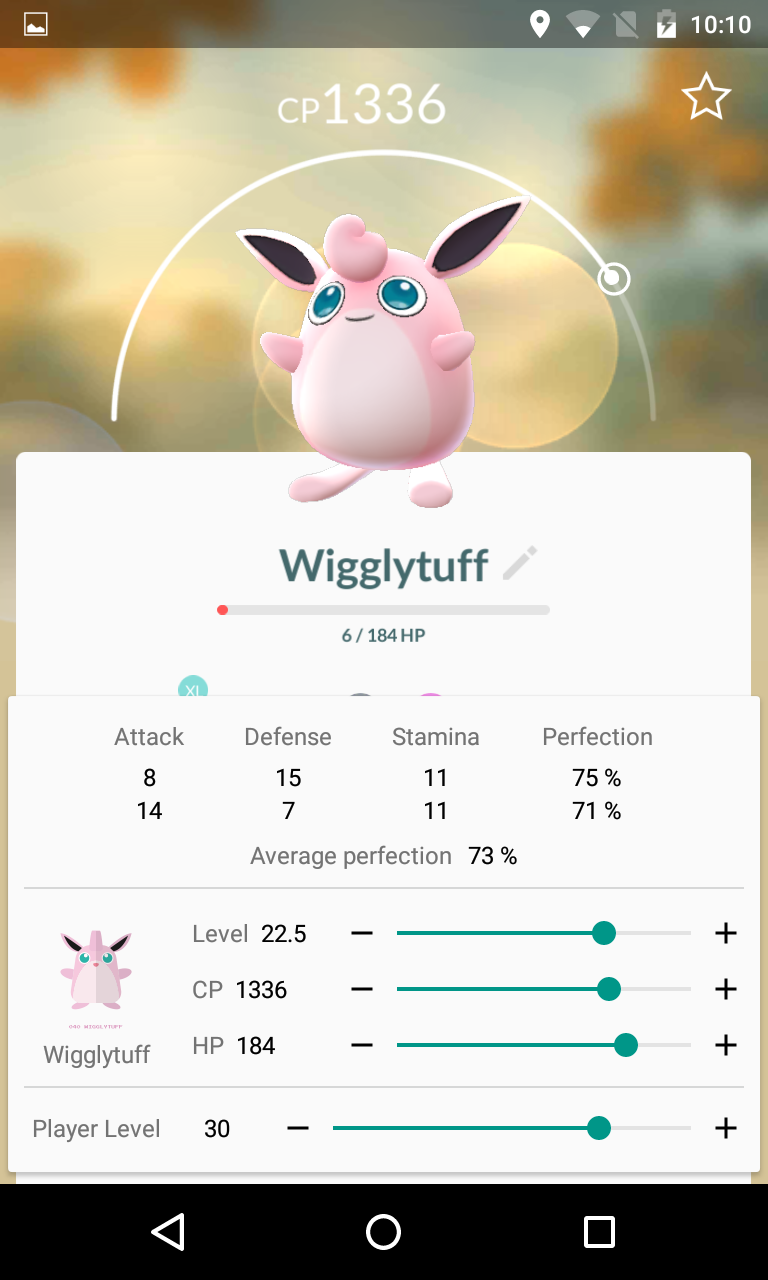 10:10
CP1336
Wigglytuff
6 / 184 HP
XL
Attack Defense Stamina Perfection
8 15 11 75 %
14 7 11 71 %
Average perfection 73 %
Level 22.5
CP 1336
HP 184
040 WIGGLYTUFF
Wigglytuff
Player Level 30